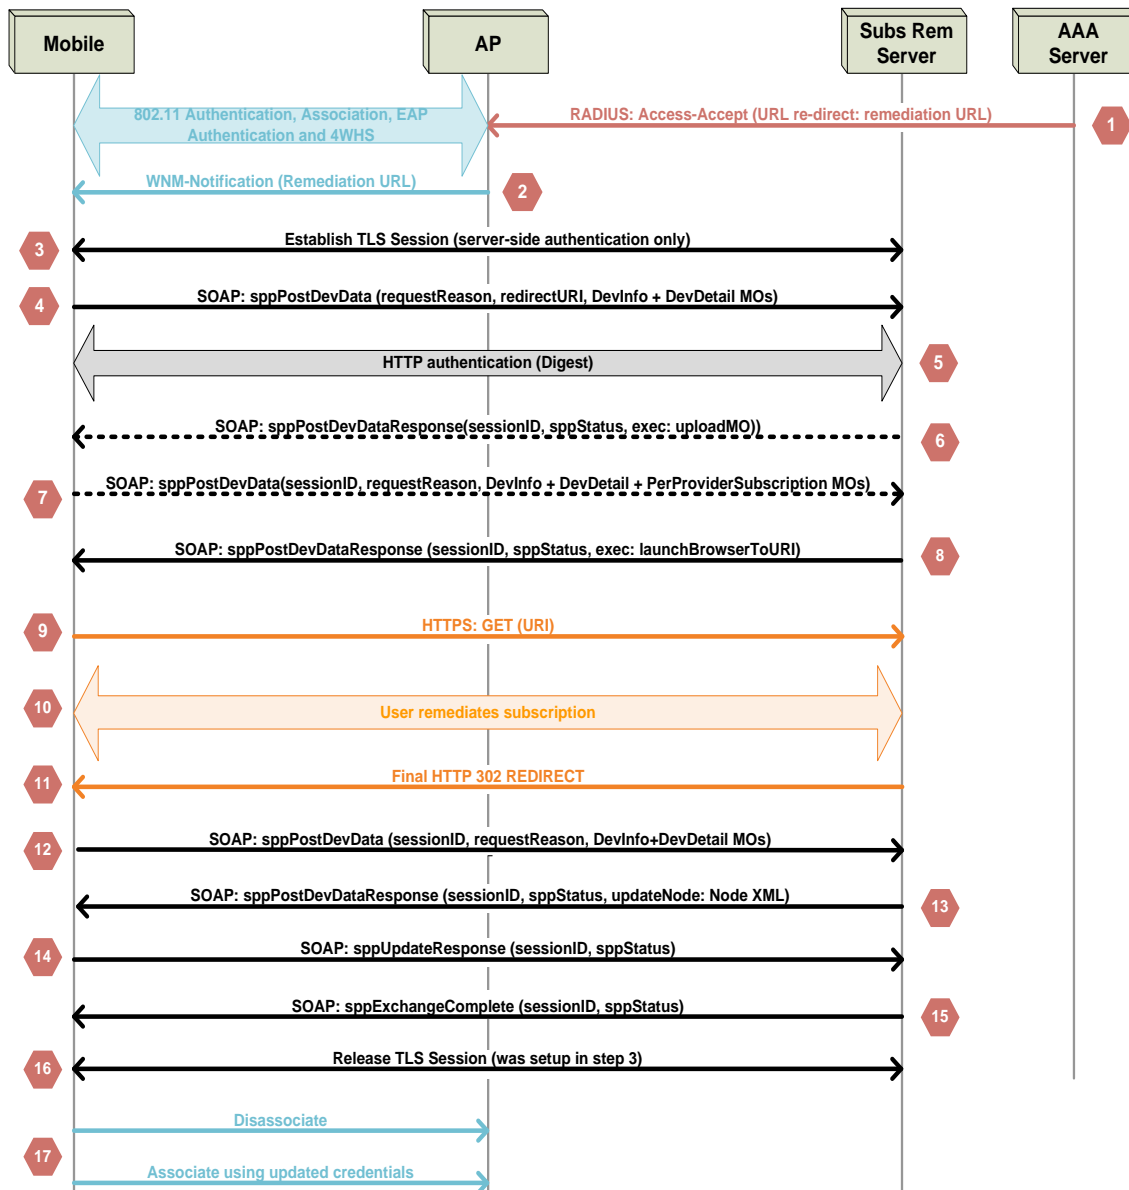 Mobile
AP
Subs Rem
Server
AAA
Server
802.11 Authentication, Association, EAP
Authentication and 4WHS
RADIUS: Access-Accept (URL re-direct: remediation URL)
1
WNM-Notification (Remediation URL)
2
3
Establish TLS Session (server-side authentication only)
4
SOAP: sppPostDevData (requestReason, redirectURI, DevInfo + DevDetail MOs)
HTTP authentication (Digest)
5
SOAP: sppPostDevDataResponse(sessionID, sppStatus, exec: uploadMO))
6
7
SOAP: sppPostDevData(sessionID, requestReason, DevInfo + DevDetail + PerProviderSubscription MOs)
SOAP: sppPostDevDataResponse (sessionID, sppStatus, exec: launchBrowserToURI)
8
9
HTTPS: GET (URI)
10
User remediates subscription
11
Final HTTP 302 REDIRECT
12
SOAP: sppPostDevData (sessionID, requestReason, DevInfo+DevDetail MOs)
SOAP: sppPostDevDataResponse (sessionID, sppStatus, updateNode: Node XML)
13
14
SOAP: sppUpdateResponse (sessionID, sppStatus)
SOAP: sppExchangeComplete (sessionID, sppStatus)
15
16
Release TLS Session (was setup in step 3)
Disassociate
17
Associate using updated credentials